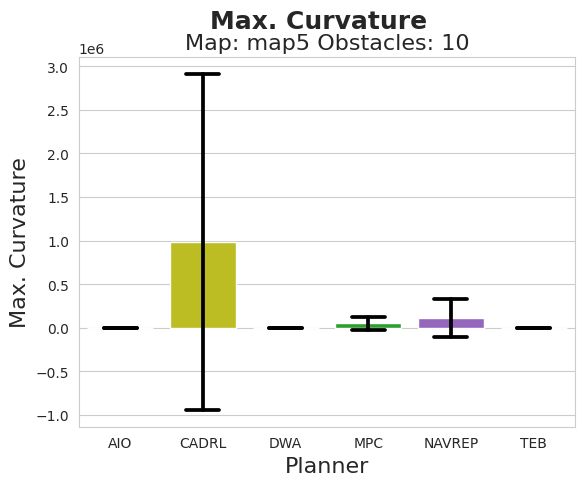 Max. Curvature
Map: map5 Obstacles: 10
1e6
3.0
2.5
2.0
1.5
1.0
0.5
0.0
−0.5
−1.0
Max. Curvature
AIO CADRL DWA MPC NAVREP TEB
Planner